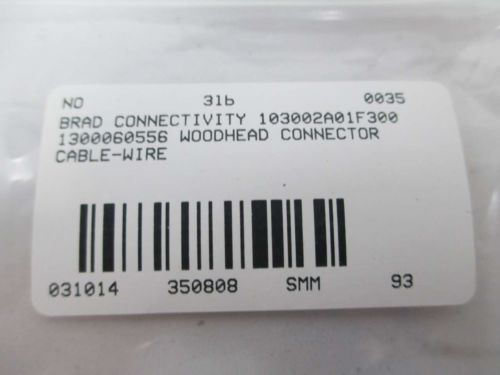 NO 31b 0035
BRAD CONNECTIVITY 103002A01F300
1300060556 WOODHEAD CONNECTOR
CABLE-WIRE
031014 350808 SMM 93